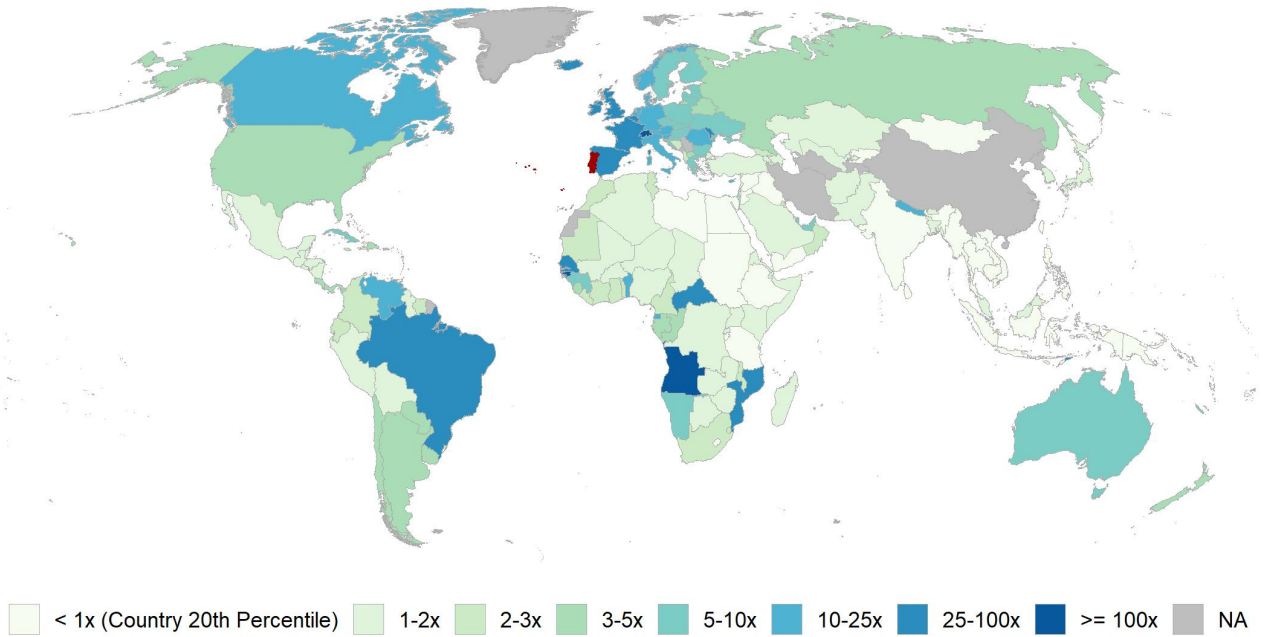 < 1x (Country 20th Percentile) 1-2x 2-3x 3-5x 5-10x 10-25x 25-100x >= 100x NA